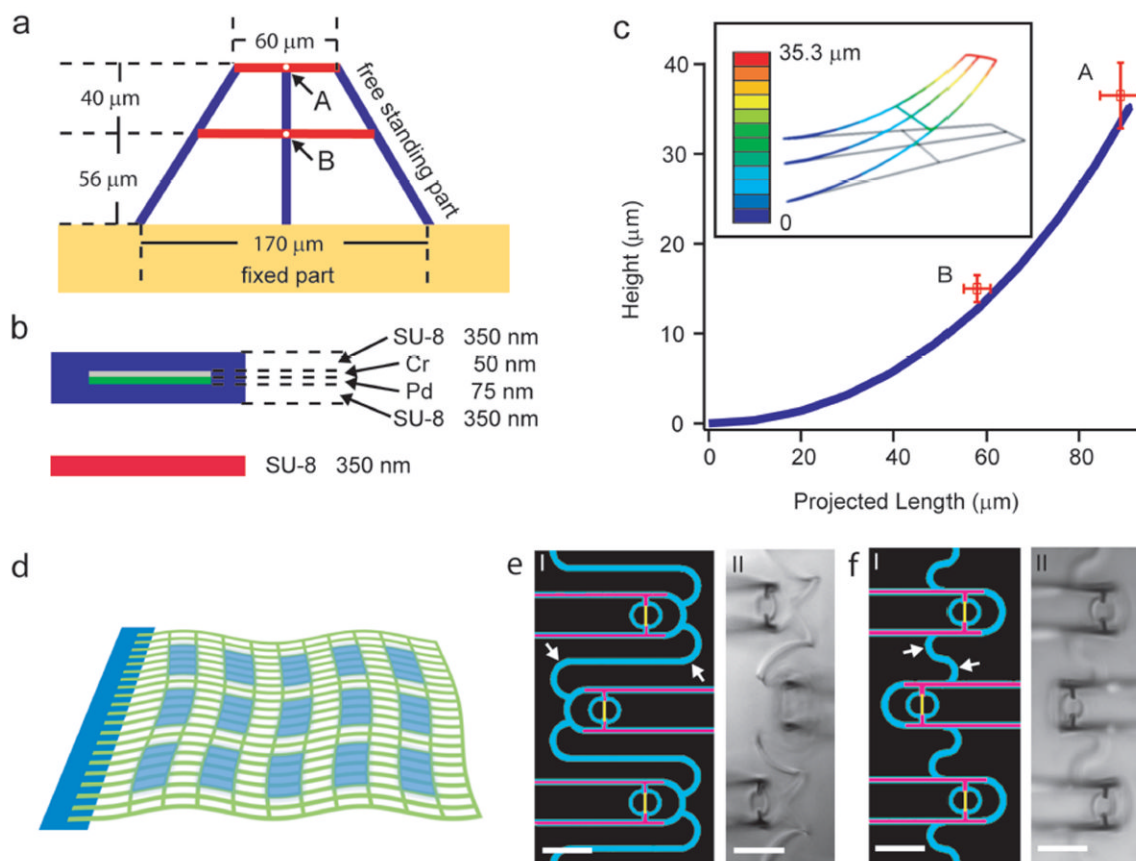 a
60 μm
40 μm
56 μm
A
B
free standing part
170 μm
fixed part
b
SU-8 350 nm
Cr 50 nm
Pd 75 nm
SU-8 350 nm
SU-8 350 nm
c
40
30
20
10
0
Height (μm)
35.3 μm
0
A
B
0 20 40 60 80
Projected Length (μm)
d
e
I
II
f
I
II